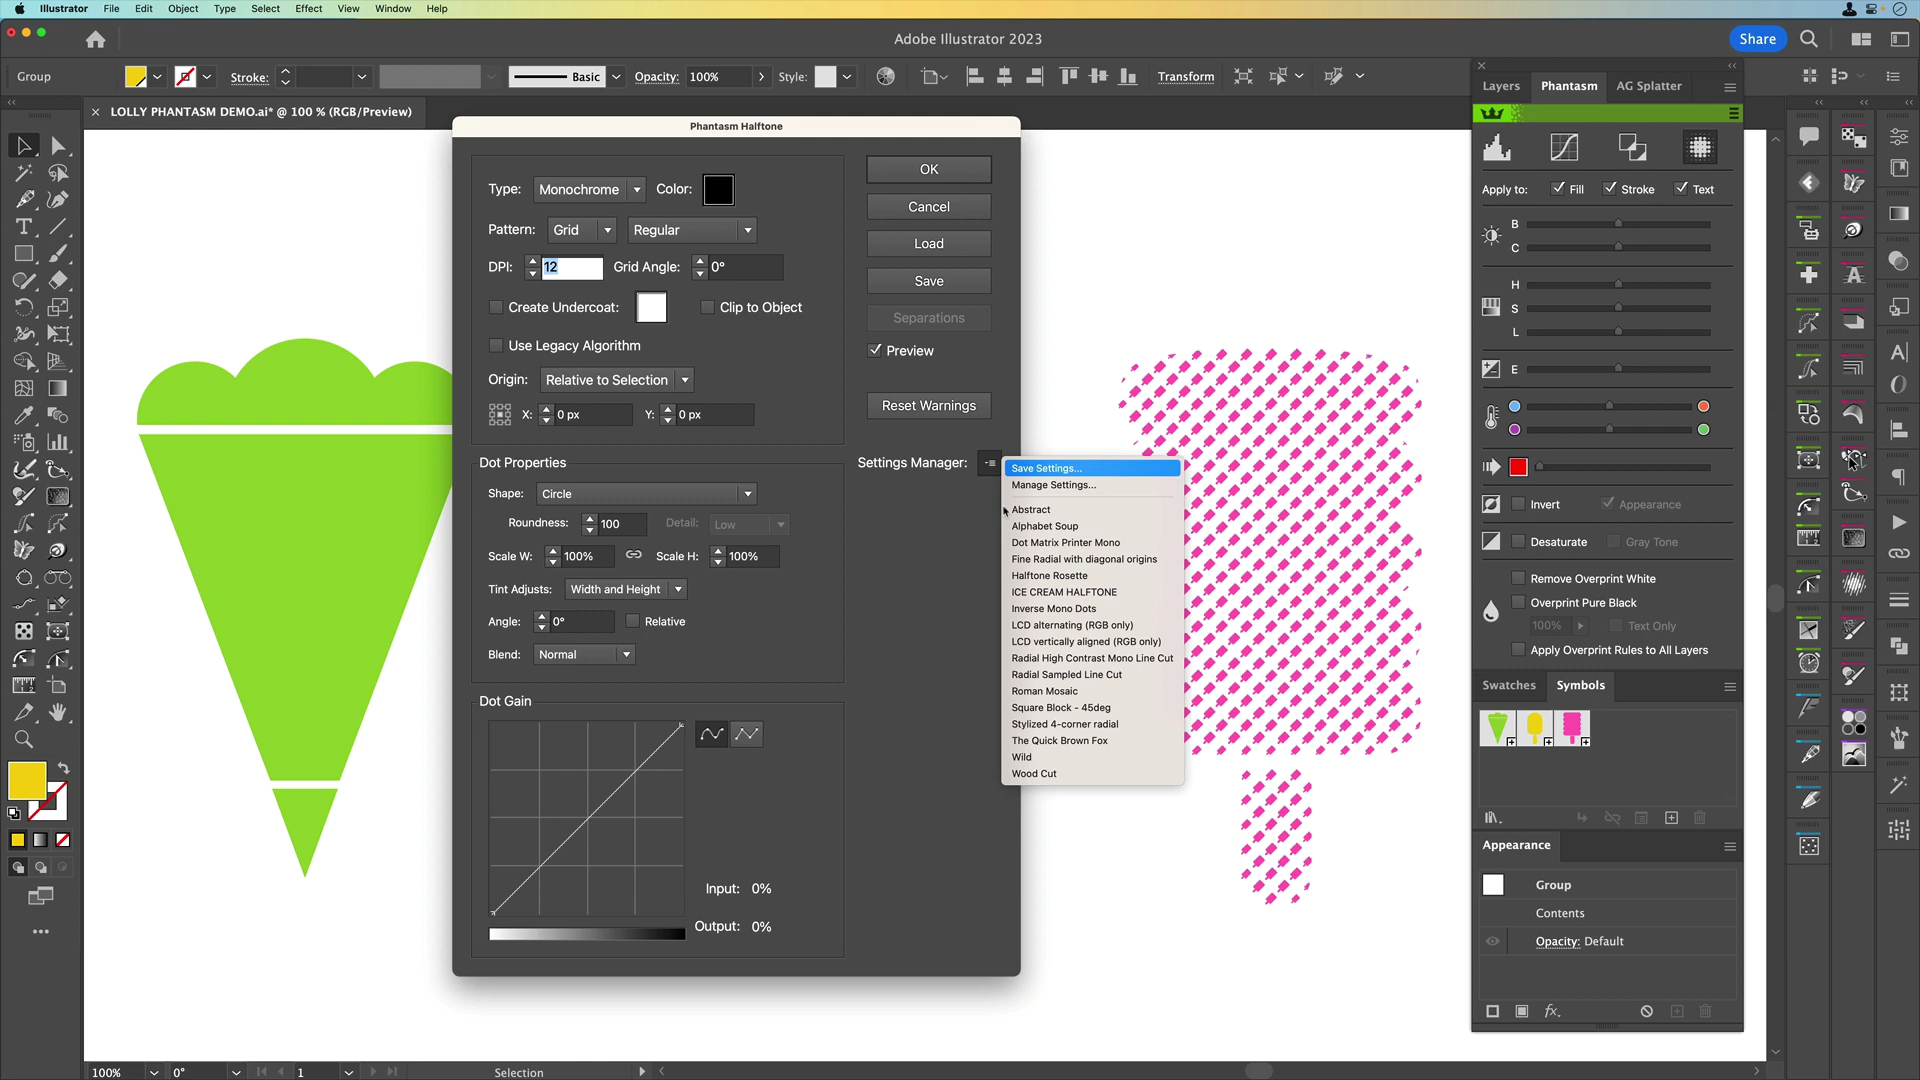 Illustrator File Edit Object Type Select Effect View Window Help
Adobe Illustrator 2023
Share
Group
Stroke:
Basic
Opacity: 100%
Style:
Transform
LOLLY PHANTASM DEMO.ai* @ 100 % (RGB/Preview)
Phantasm Halftone
Type: Monochrome Color:
Pattern: Grid Regular
DPI: 12 Grid Angle: 0°
Create Undercoat: Clip to Object
Use Legacy Algorithm
Origin: Relative to Selection
X: 0 px Y: 0 px
OK
Cancel
Load
Save
Separations
Preview
Reset Warnings
Settings Manager:
Dot Properties
Shape: Circle
Roundness: 100 Detail: Low
Scale W: 100% Scale H: 100%
Tint Adjusts: Width and Height
Angle: 0° Relative
Blend: Normal
Dot Gain
Input: 0%
Output: 0%
Save Settings...
Manage Settings...
Abstract
Alphabet Soup
Dot Matrix Printer Mono
Fine Radial with diagonal origins
Halftone Rosette
ICE CREAM HALFTONE
Inverse Mono Dots
LCD alternating (RGB only)
LCD vertically aligned (RGB only)
Radial High Contrast Mono Line Cut
Radial Sampled Line Cut
Roman Mosaic
Square Block - 45deg
Stylized 4-corner radial
The Quick Brown Fox
Wild
Wood Cut
Layers Phantasm AG Splatter
Apply to: Fill Stroke Text
B
C
H
S
L
E
Invert Appearance
Desaturate Gray Tone
Remove Overprint White
Overprint Pure Black
100% Text Only
Apply Overprint Rules to All Layers
Swatches Symbols
Appearance
Group
Contents
Opacity: Default
fx.
100% 0° 1 Selection